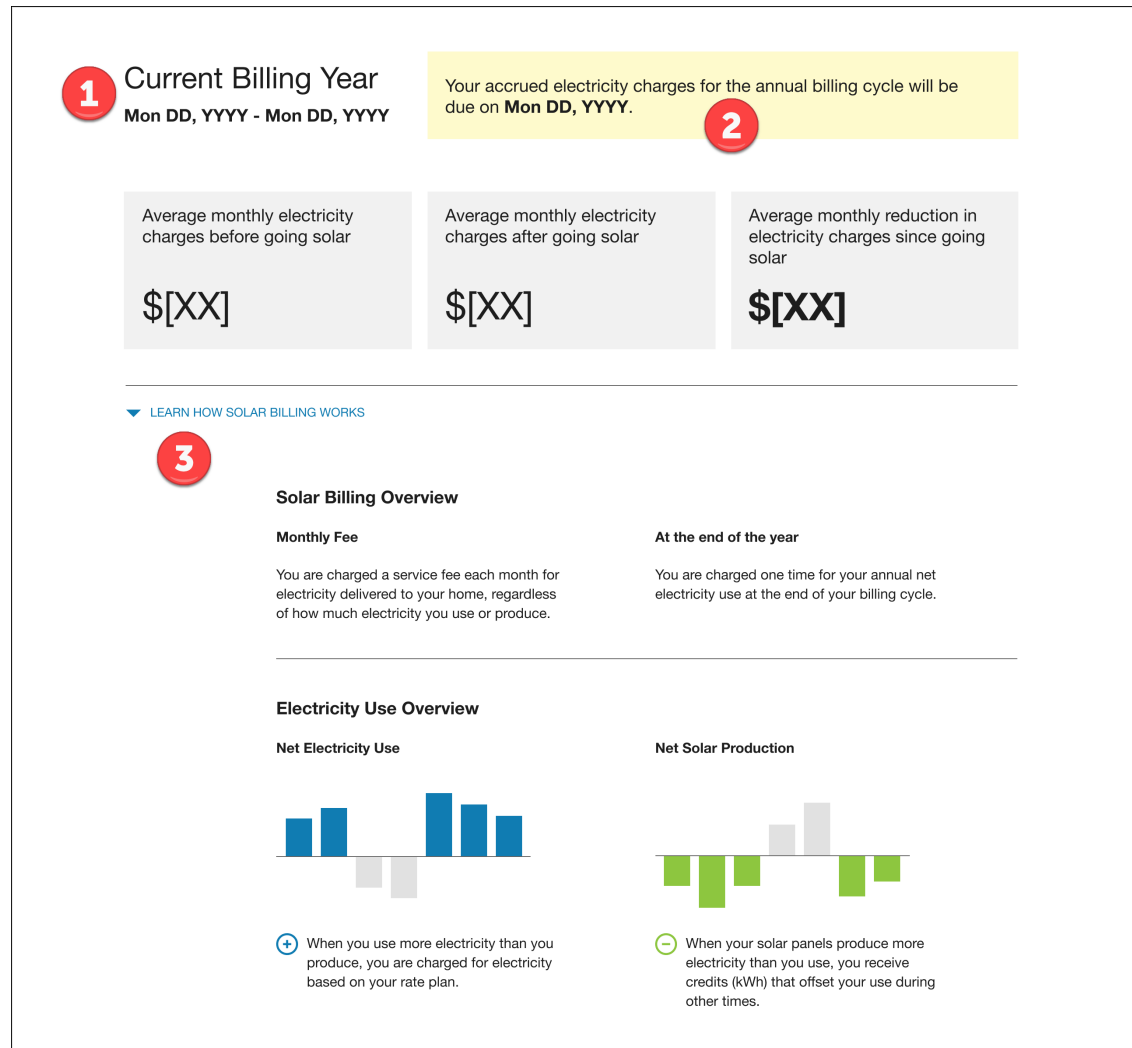 1
Current Billing Year
Mon DD, YYYY - Mon DD, YYYY
Your accrued electricity charges for the annual billing cycle will be
due on Mon DD, YYYY.
2
Average monthly electricity
charges before going solar
$[XX]
Average monthly electricity
charges after going solar
$[XX]
Average monthly reduction in
electricity charges since going
solar
$[XX]
LEARN HOW SOLAR BILLING WORKS
3
Solar Billing Overview
Monthly Fee
You are charged a service fee each month for
electricity delivered to your home, regardless
of how much electricity you use or produce.
At the end of the year
You are charged one time for your annual net
electricity use at the end of your billing cycle.
Electricity Use Overview
Net Electricity Use
When you use more electricity than you
produce, you are charged for electricity
based on your rate plan.
Net Solar Production
When your solar panels produce more
electricity than you use, you receive
credits (kWh) that offset your use during
other times.